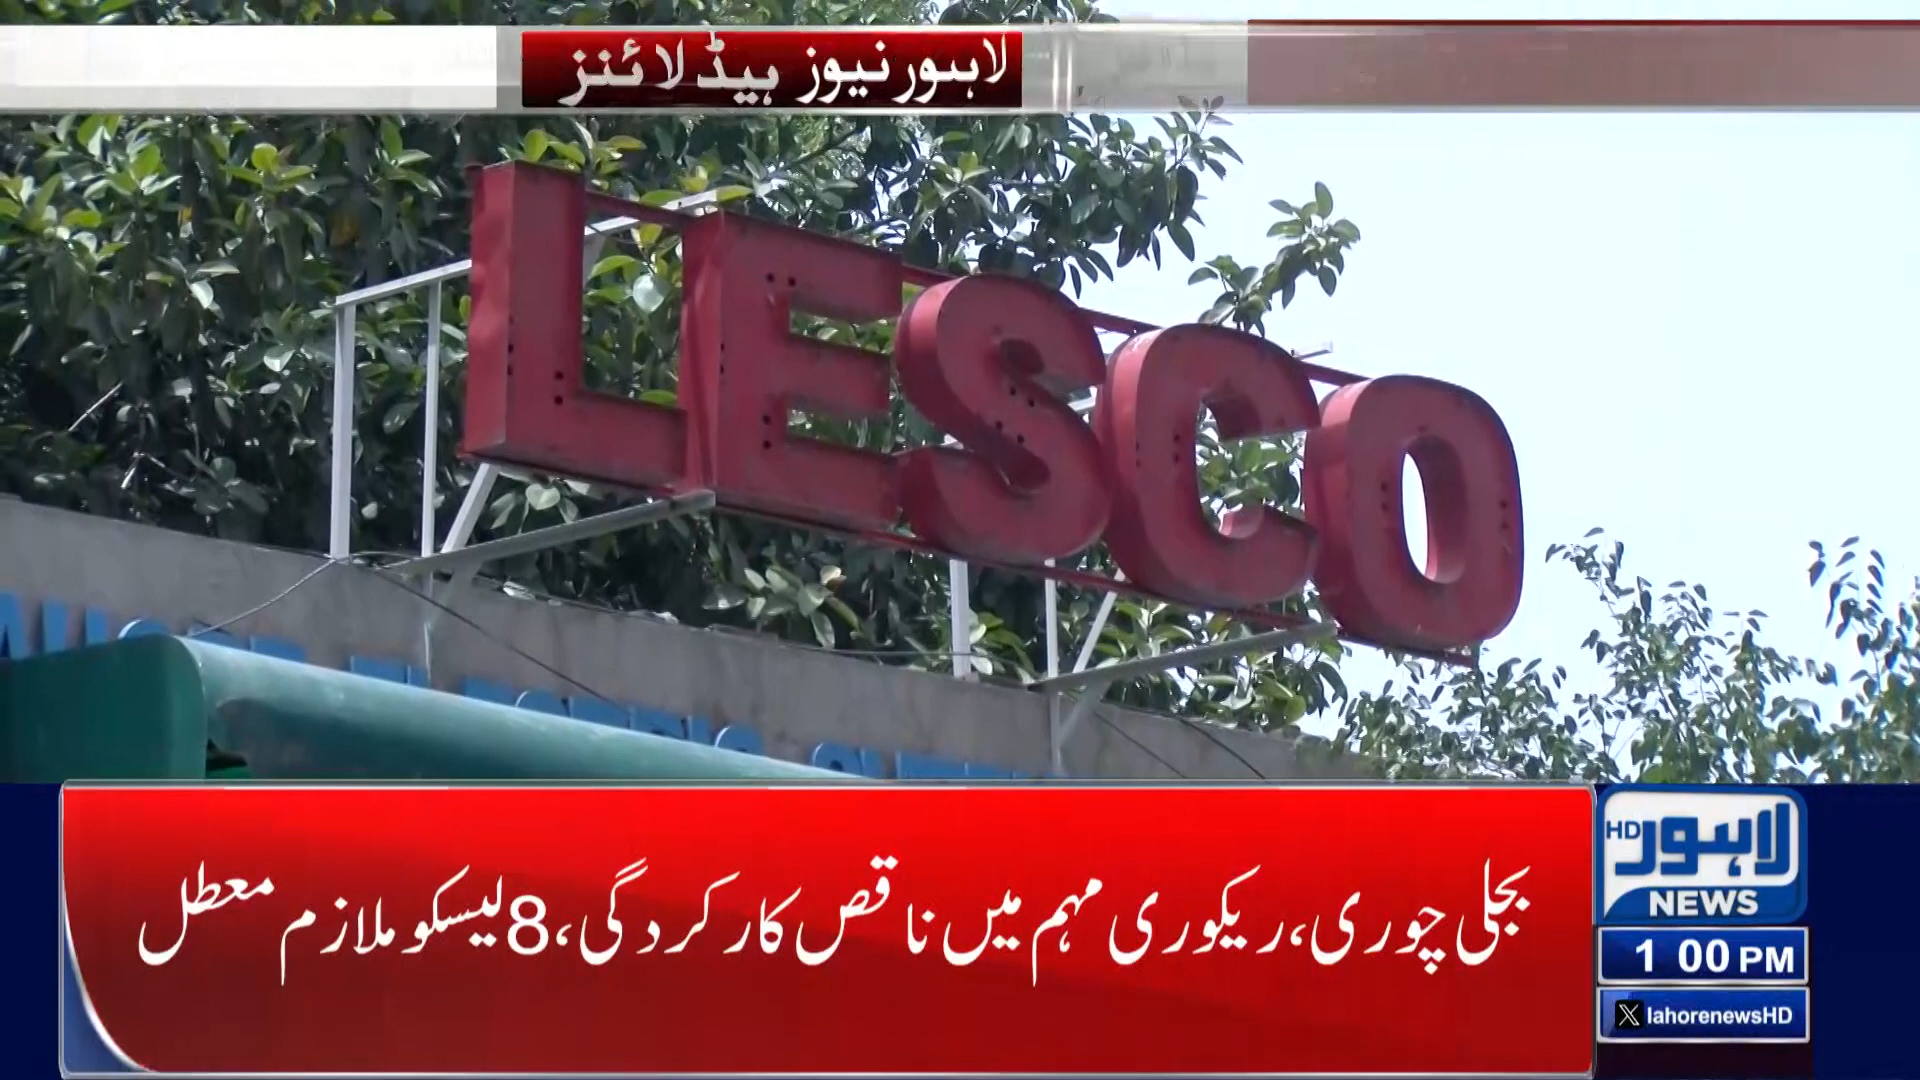 لاہور نیوز ہیڈ لائنز
LESCO
بجلی چوری، ریکوری مہم میں ناقص کارکردگی، 8 لیسکو ملازم معطل
لاہور HD
NEWS
1 00 PM
X lahorenewsHD